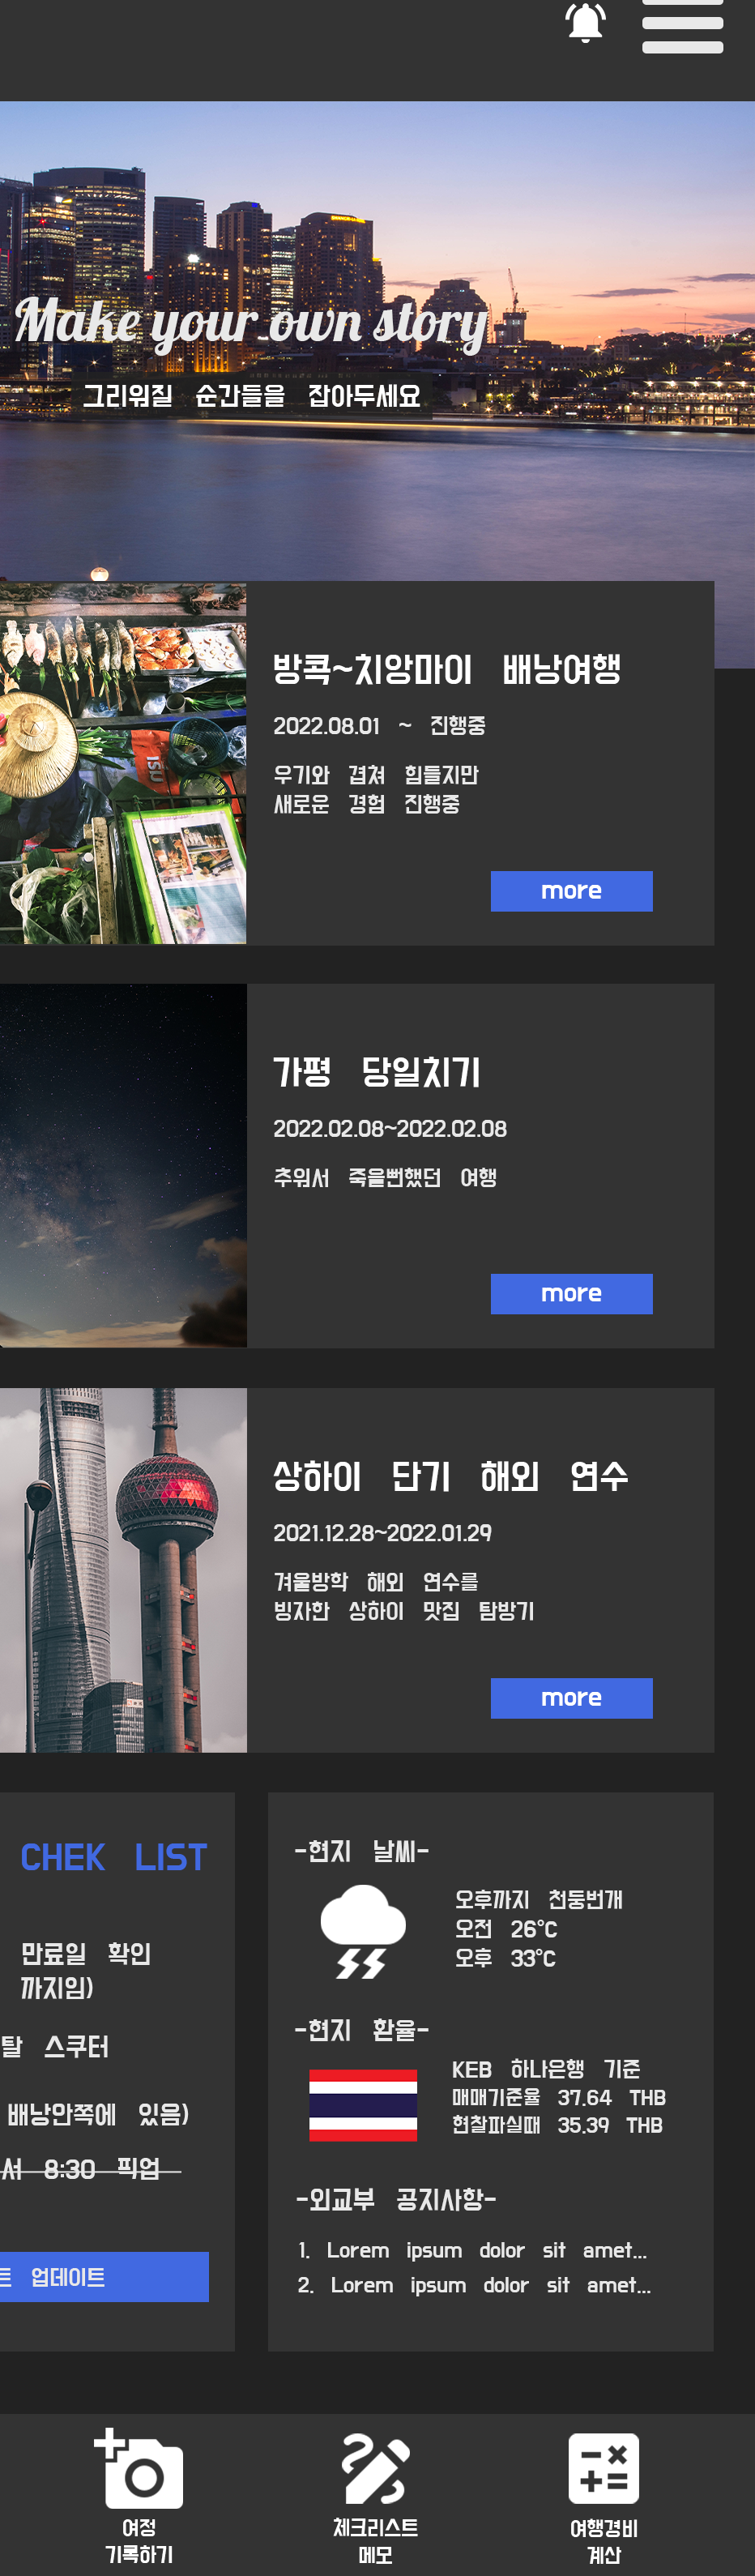 Make your own story
그리워질 순간들을 잡아두세요
방콕~치앙마이 배낭여행
2022.08.01 ~ 진행중
우기와 겹쳐 힘들지만
새로운 경험 진행중
more
가평 당일치기
2022.02.08~2022.02.08
추워서 죽을뻔했던 여행
more
상하이 단기 해외 연수
2021.12.28~2022.01.29
겨울방학 해외 연수를
빙자한 상하이 맛집 탐방기
more
CHEK LIST
만료일 확인
까지임)
탈 스쿠터
배낭안쪽에 있음)
서 8:30 픽업
트 업데이트
-현지 날씨-
오후까지 천둥번개
오전 26°C
오후 33°C
-현지 환율-
KEB 하나은행 기준
매매기준율 37.64 THB
현찰파실때 35.39 THB
-외교부 공지사항-
1. Lorem ipsum dolor sit amet...
2. Lorem ipsum dolor sit amet...
여정
기록하기
체크리스트
메모
여행경비
계산